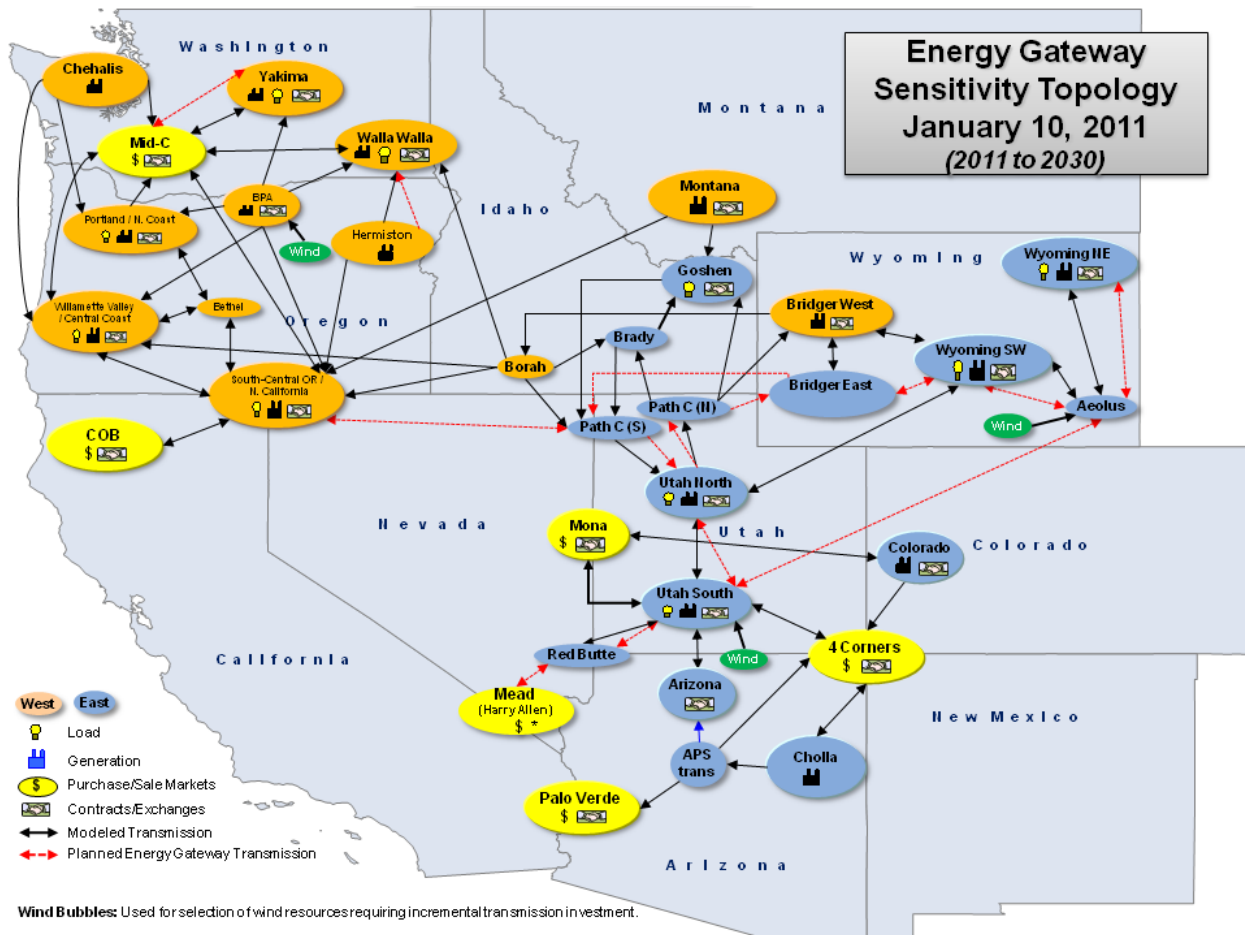 Energy Gateway
Sensitivity Topology
January 10, 2011
(2011 to 2030)
Washington
Chehalis
Yakima
Montana
Mid-C
$
Walla Walla
Idaho
Montana
BPA
Portland / N. Coast
Wind
Hermiston
Wyoming
Wyoming NE
Goshen
Willamette Valley
/ Central Coast
Bethel
Oregon
Bridger West
Brady
Wyoming SW
Borah
Bridger East
South-Central OR /
N. California
Path C (N)
Aeolus
Path C (S)
Wind
COB
$
Utah North
Nevada
Mona
$
Utah
Colorado
Colorado
Utah South
California
Red Butte
Wind
4 Corners
$
Arizona
Mead
(Harry Allen)
$ *
New Mexico
APS
trans
Cholla
Palo Verde
$
Arizona
West
East
Load
Generation
$
Purchase/Sale Markets
Contracts/Exchanges
Modeled Transmission
Planned Energy Gateway Transmission
Wind Bubbles: Used for selection of wind resources requiring incremental transmission investment.